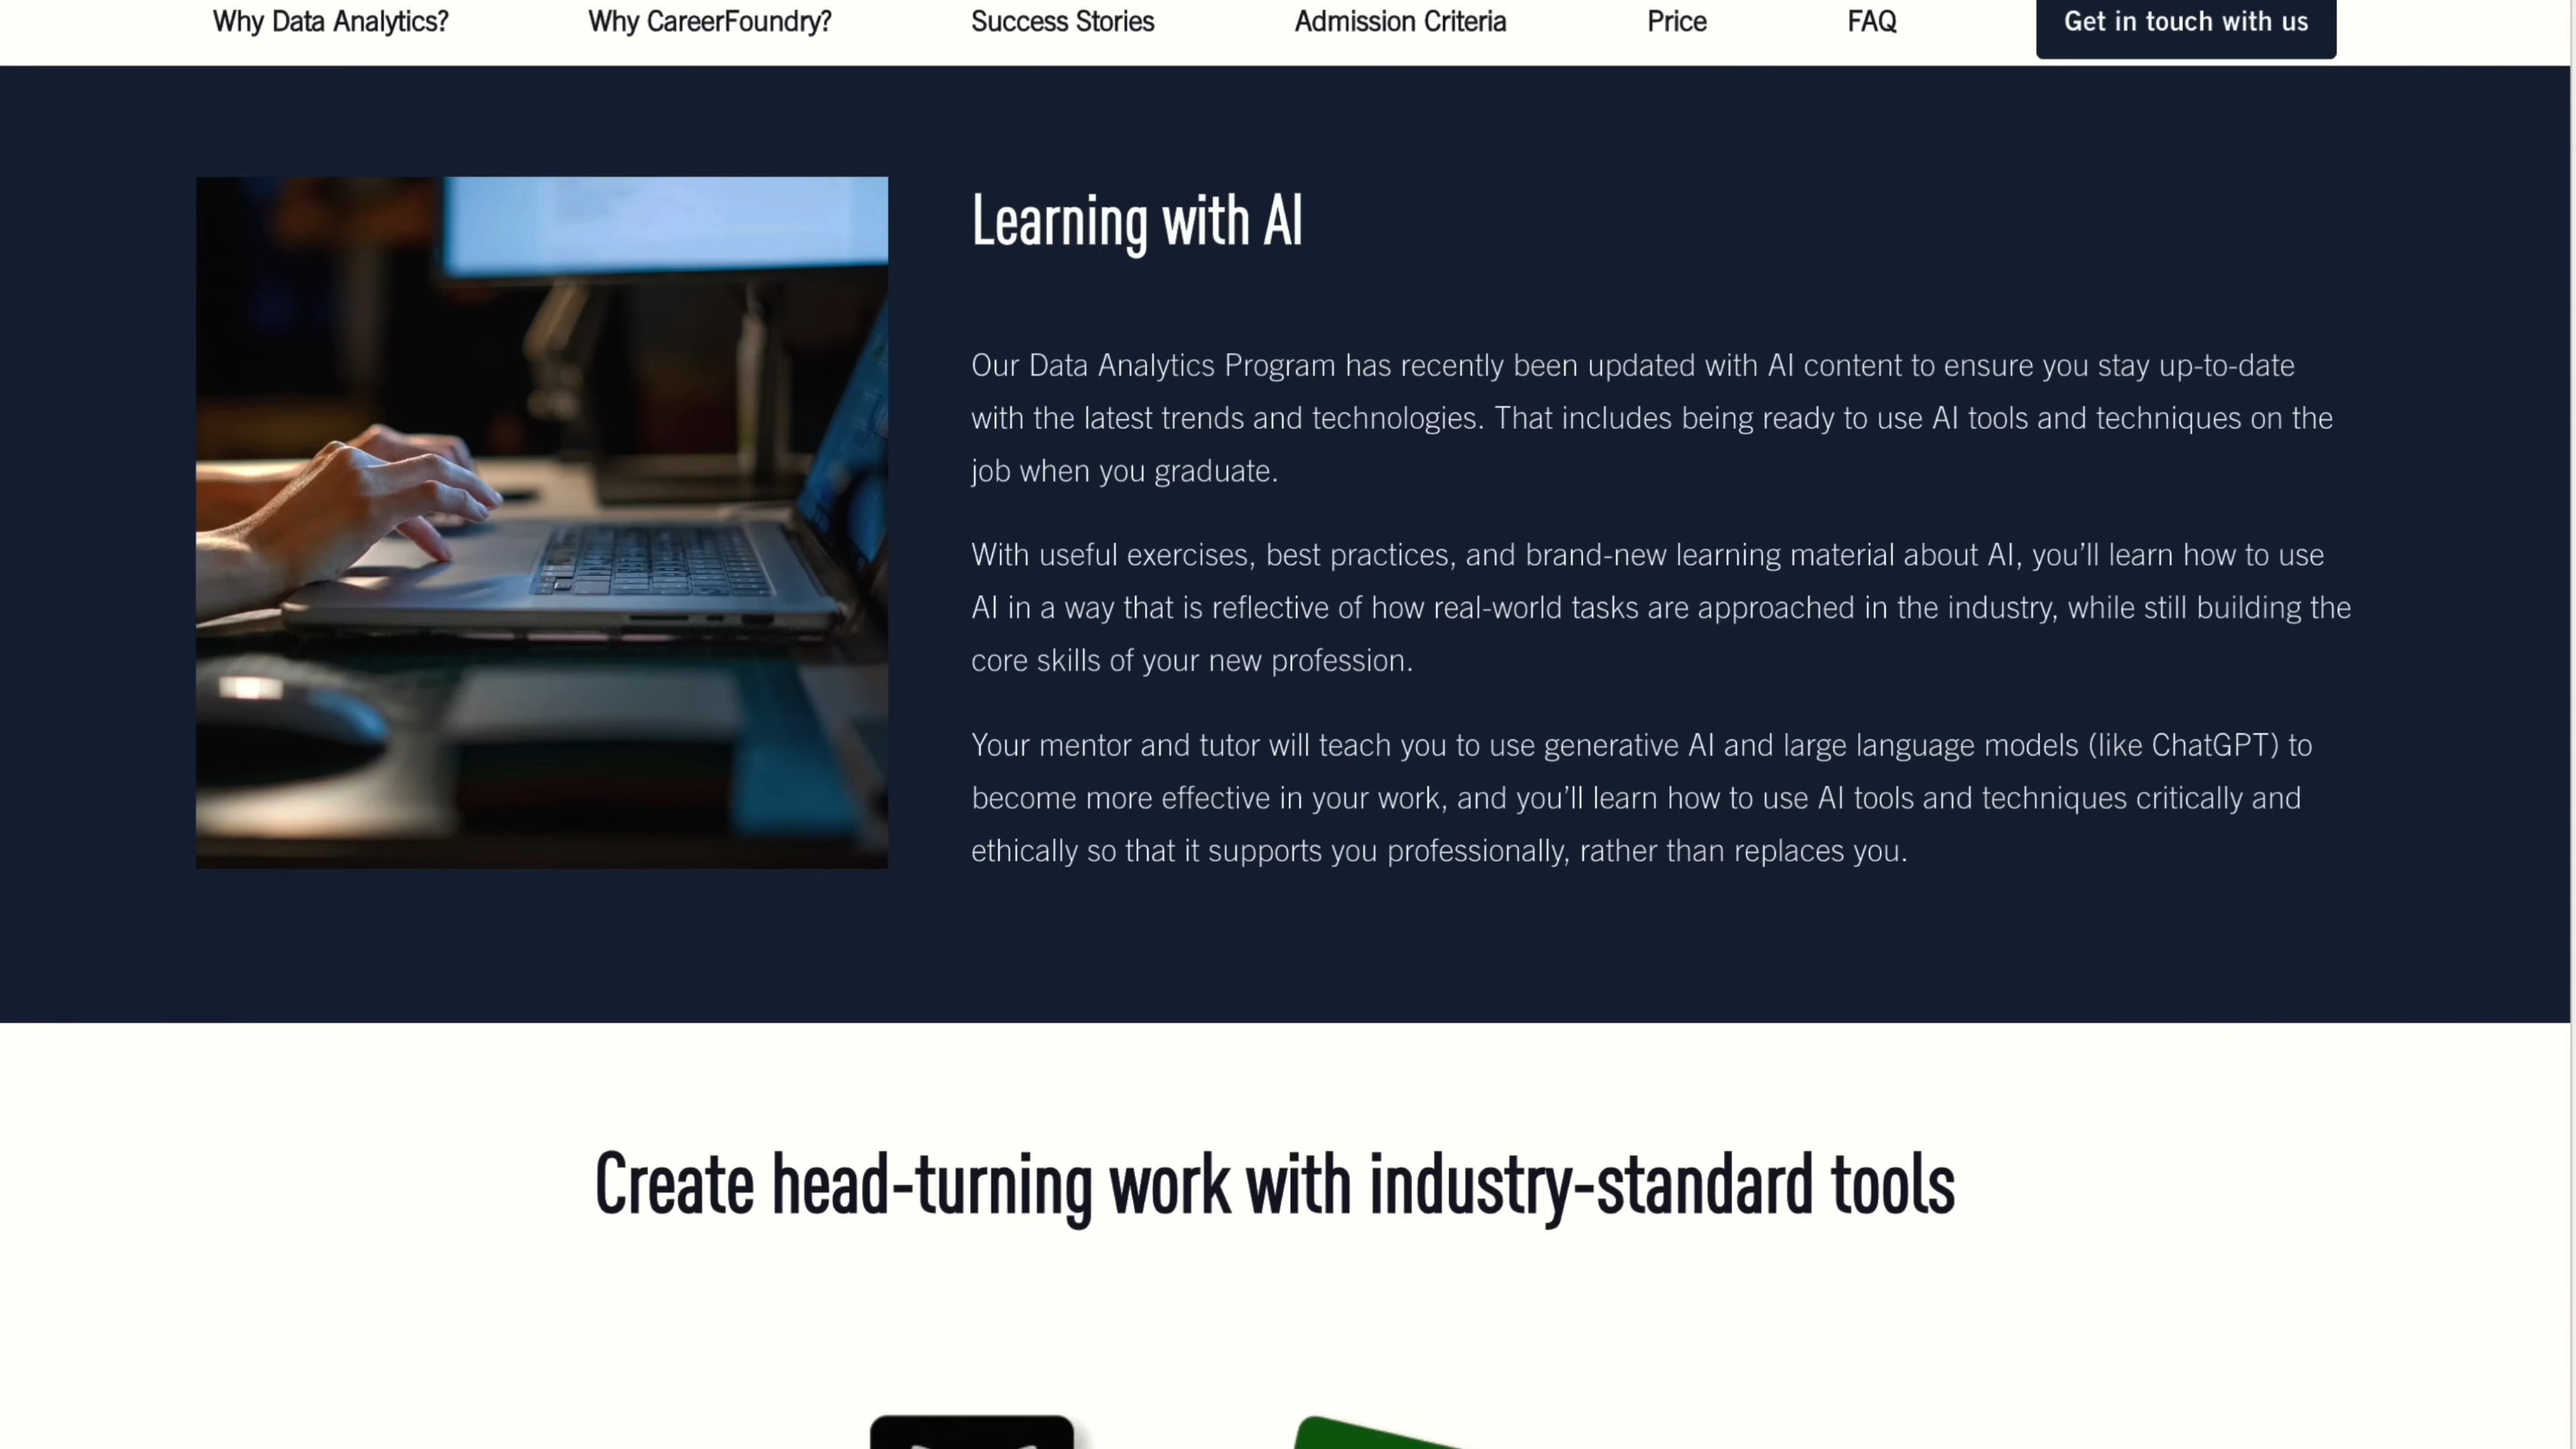 Why Data Analytics?
Why CareerFoundry?
Success Stories
Admission Criteria
Price
FAQ
Get in touch with us
Learning with AI
Our Data Analytics Program has recently been updated with AI content to ensure you stay up-to-date
with the latest trends and technologies. That includes being ready to use AI tools and techniques on the
job when you graduate.
With useful exercises, best practices, and brand-new learning material about AI, you’ll learn how to use
AI in a way that is reflective of how real-world tasks are approached in the industry, while still building the
core skills of your new profession.
Your mentor and tutor will teach you to use generative AI and large language models (like ChatGPT) to
become more effective in your work, and you’ll learn how to use AI tools and techniques critically and
ethically so that it supports you professionally, rather than replaces you.
Create head-turning work with industry-standard tools